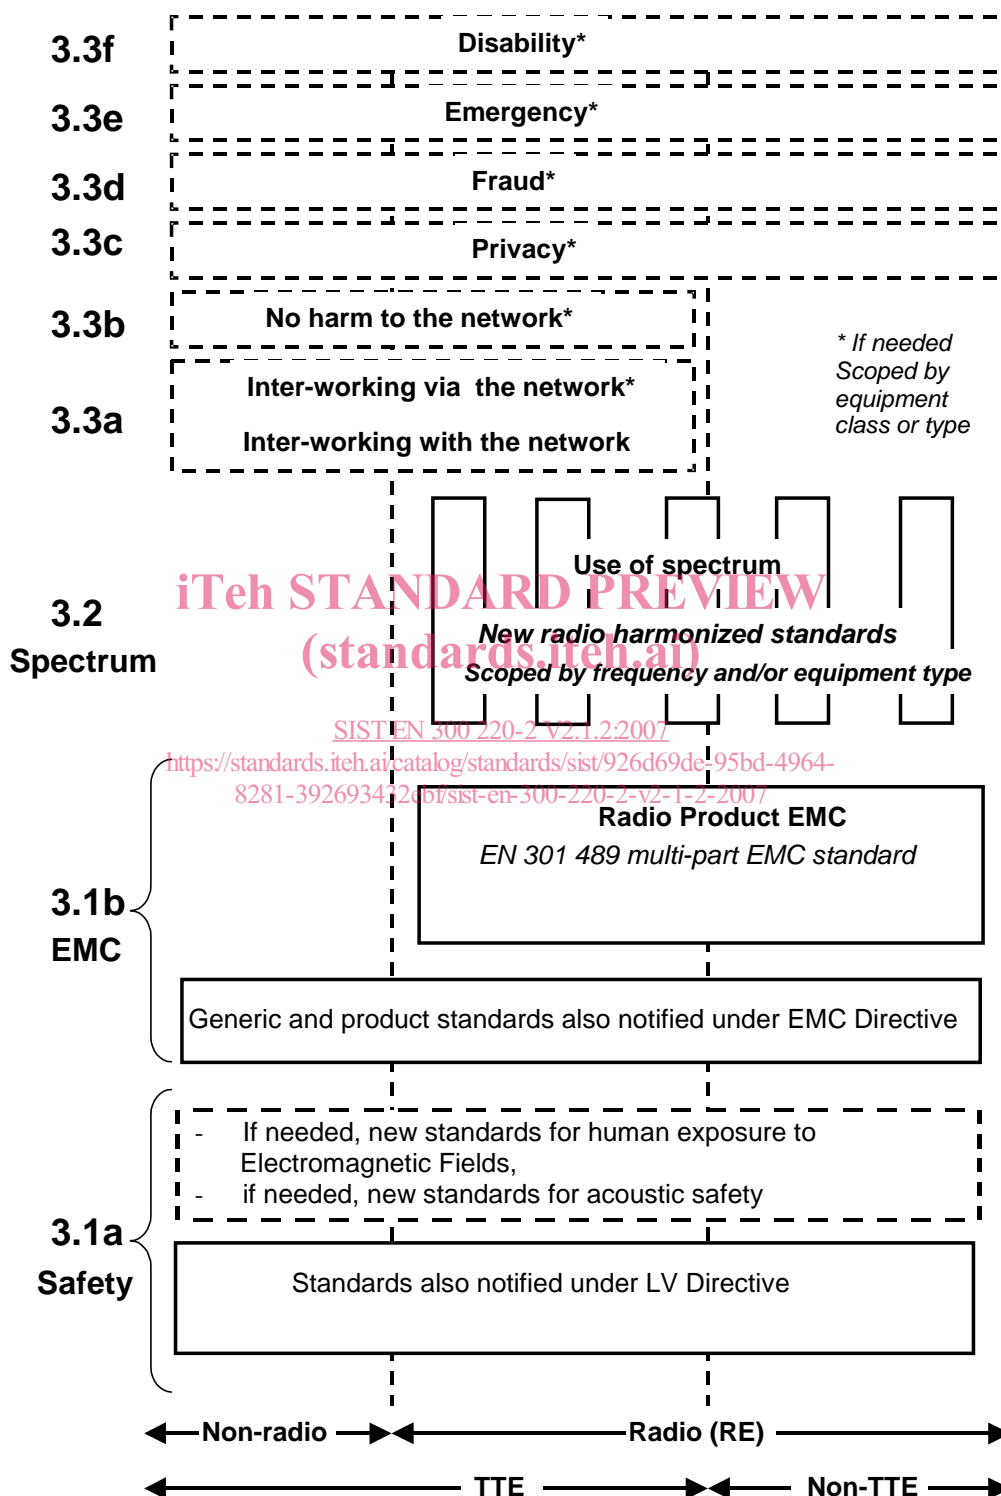 3.3f
Disability*
3.3e
Emergency*
3.3d
Fraud*
3.3c
Privacy*
3.3b
No harm to the network*
* If needed
Scoped by
equipment
class or type
3.3a
Inter-working via the network*
Inter-working with the network
Use of spectrum
iTeh STANDARD PREVIEW
3.2
Spectrum
New radio harmonized standards
(standards.iteh.ai)
Scoped by frequency and/or equipment type
SIST EN 300 220-2 V2.1.2:2007
https://standards.iteh.ai/catalog/standards/sist/926d69de-95bd-4964-
8281-392693432ebf/sist-en-300-220-2-v2-1-2-2007
Radio Product EMC
EN 301 489 multi-part EMC standard
3.1b
EMC
Generic and product standards also notified under EMC Directive
- If needed, new standards for human exposure to
Electromagnetic Fields,
- if needed, new standards for acoustic safety
3.1a
Safety
Standards also notified under LV Directive
Non-radio
Radio (RE)
TTE
Non-TTE